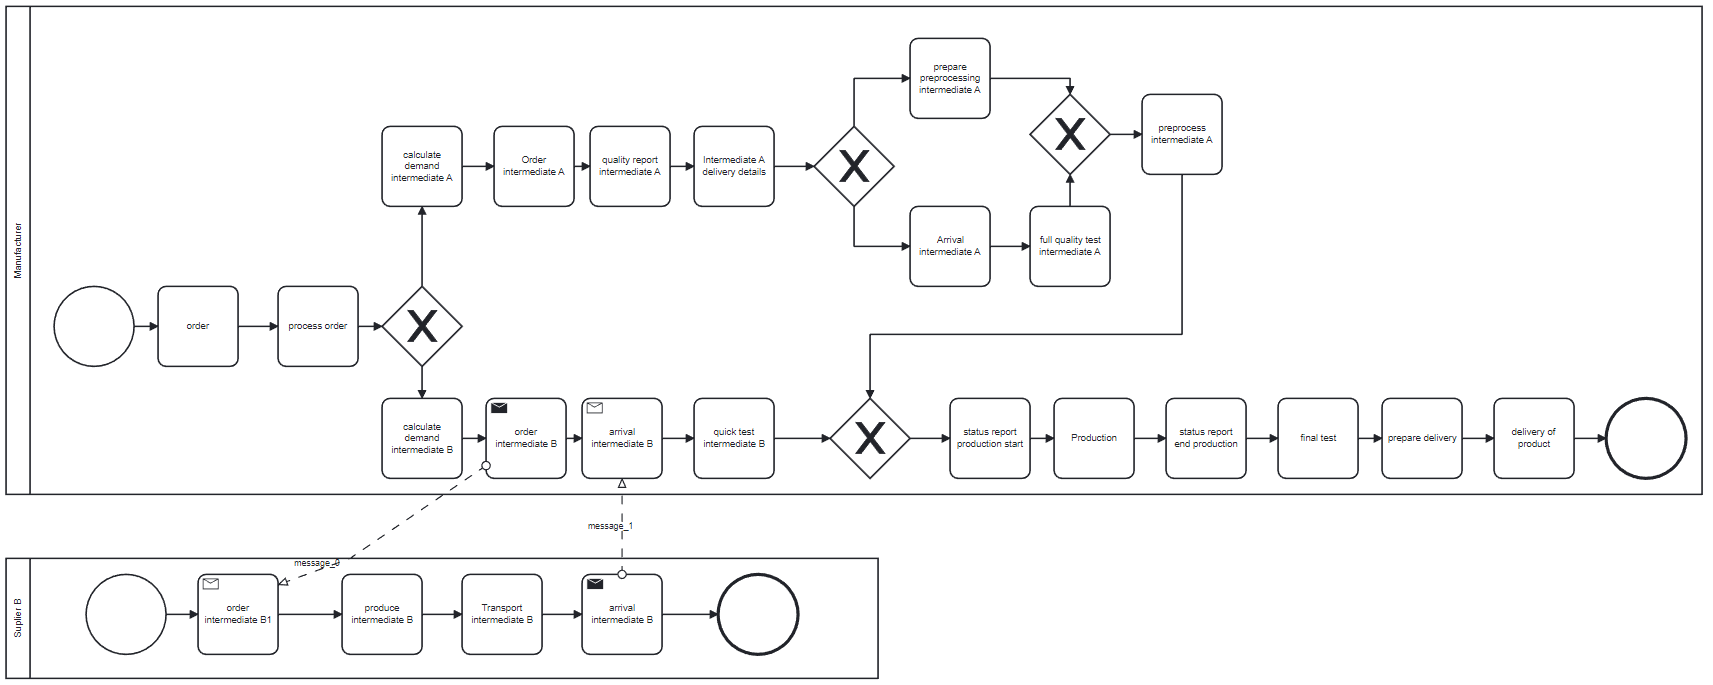 Manufacturer
prepare
preprocessing
intermediate A
preprocess
intermediate A
calculate
demand
intermediate A
Order
intermediate A
quality report
intermediate A
Intermediate A
delivery details
Arrival
intermediate A
full quality test
intermediate A
order
process order
calculate
demand
intermediate B
order
intermediate B
arrival
intermediate B
quick test
intermediate B
status report
production start
Production
status report
end production
final test
prepare delivery
delivery of
product
message_1
message_0
Suplier B
order
intermediate B1
produce
intermediate B
Transport
intermediate B
arrival
intermediate B